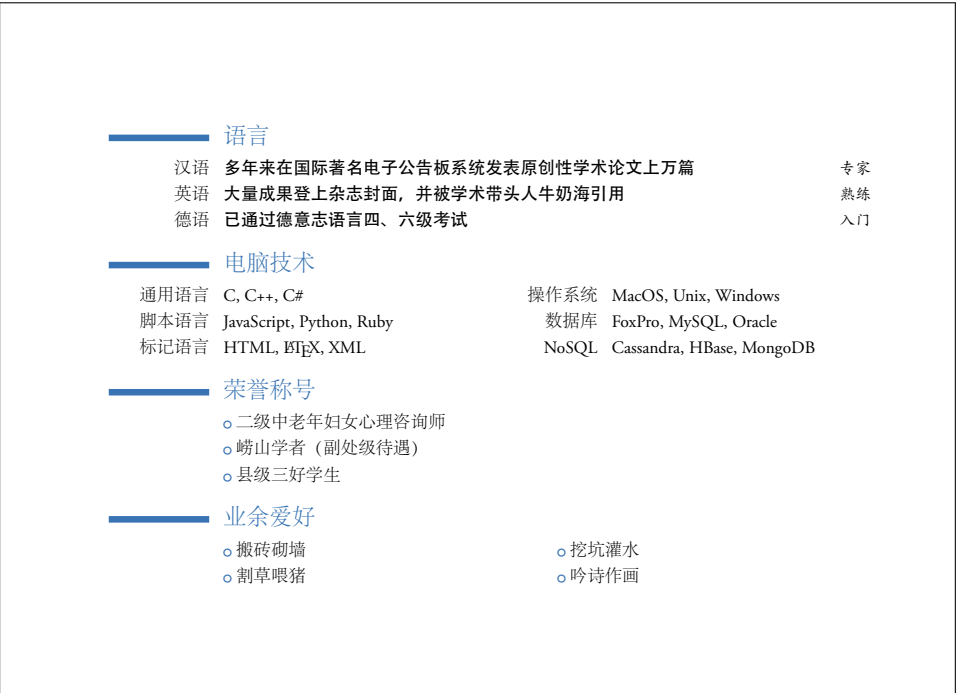 语言
汉语 多年来在国际著名电子公告板系统发表原创性学术论文上万篇 专家
英语 大量成果登上杂志封面，并被学术带头人牛奶海引用 熟练
德语 已通过德意志语言四、六级考试 入门
电脑技术
通用语言 C, C++, C# 操作系统 MacOS, Unix, Windows
脚本语言 JavaScript, Python, Ruby 数据库 FoxPro, MySQL, Oracle
标记语言 HTML, LATEX, XML NoSQL Cassandra, HBase, MongoDB
荣誉称号
二级中老年妇女心理咨询师
崂山学者（副处级待遇）
县级三好学生
业余爱好
搬砖砌墙 挖坑灌水
割草喂猪 吟诗作画